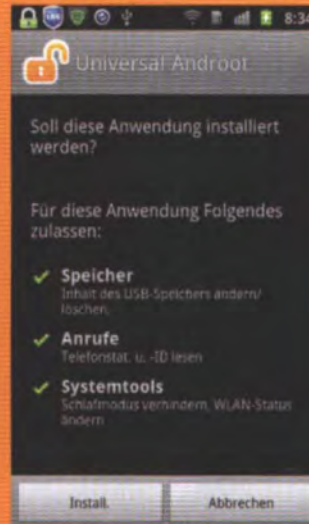 8:34
Universal Androot
Soll diese Anwendung installiert
werden?
Für diese Anwendung Folgendes
zulassen:
Speicher
Inhalt des USB-Speichers ändern/
löschen
Anrufe
Telefonstat. u. -ID lesen
Systemtools
Schlafmodus verhindern, WLAN-Status
ändern
Install.
Abbrechen